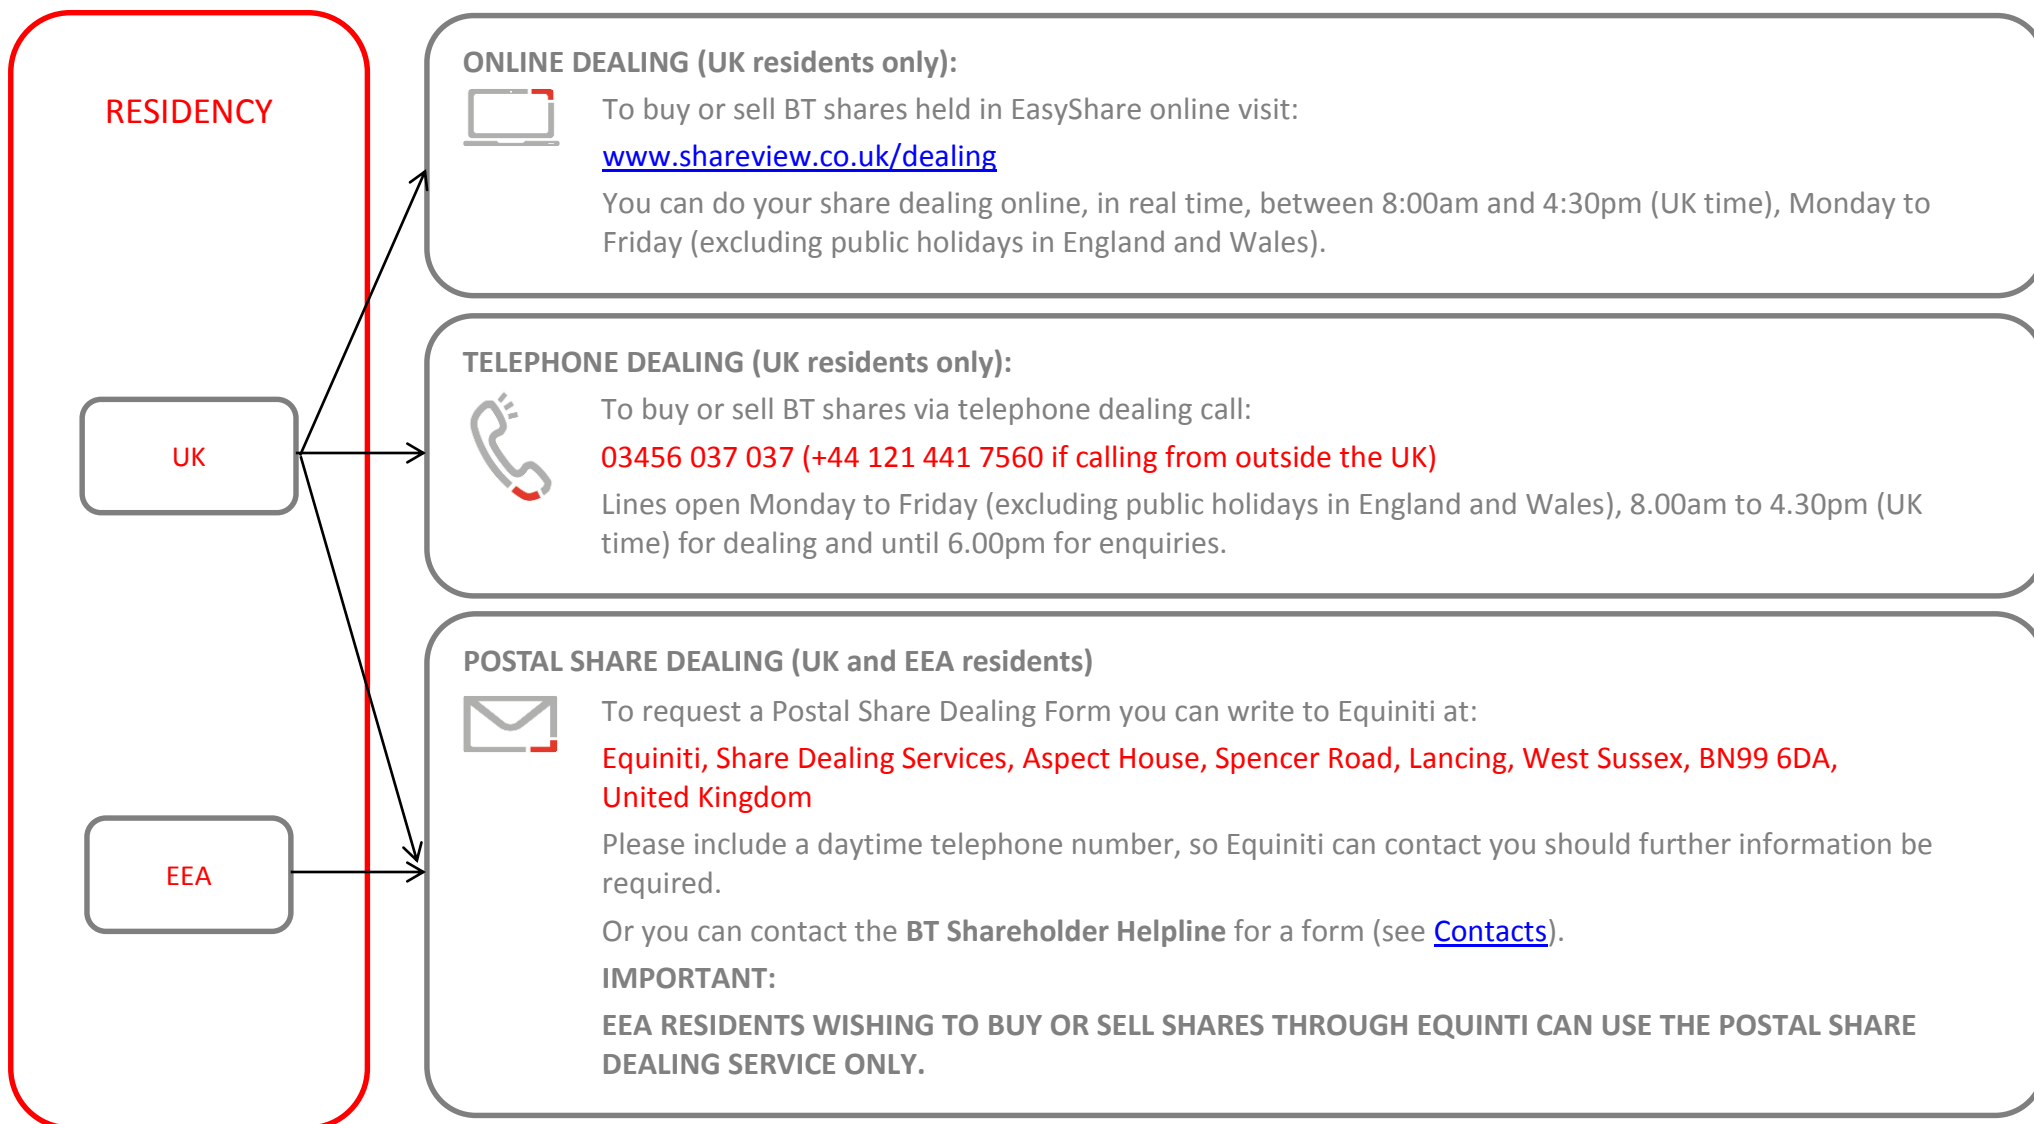 RESIDENCY
UK
EEA
ONLINE DEALING (UK residents only):
To buy or sell BT shares held in EasyShare online visit:
www.shareview.co.uk/dealing
You can do your share dealing online, in real time, between 8:00am and 4:30pm (UK time), Monday to
Friday (excluding public holidays in England and Wales).
TELEPHONE DEALING (UK residents only):
To buy or sell BT shares via telephone dealing call:
03456 037 037 (+44 121 441 7560 if calling from outside the UK)
Lines open Monday to Friday (excluding public holidays in England and Wales), 8.00am to 4.30pm (UK
time) for dealing and until 6.00pm for enquiries.
POSTAL SHARE DEALING (UK and EEA residents)
To request a Postal Share Dealing Form you can write to Equiniti at:
Equiniti, Share Dealing Services, Aspect House, Spencer Road, Lancing, West Sussex, BN99 6DA,
United Kingdom
Please include a daytime telephone number, so Equiniti can contact you should further information be
required.
Or you can contact the BT Shareholder Helpline for a form (see Contacts).
IMPORTANT:
EEA RESIDENTS WISHING TO BUY OR SELL SHARES THROUGH EQUINTI CAN USE THE POSTAL SHARE
DEALING SERVICE ONLY.